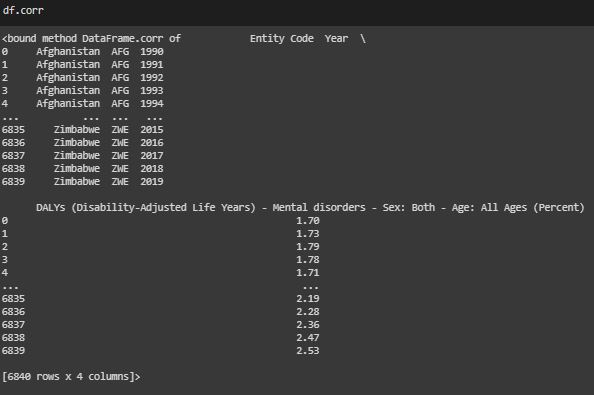 df.corr
<bound method DataFrame.corr of            Entity Code  Year  \
0     Afghanistan  AFG  1990
1     Afghanistan  AFG  1991
2     Afghanistan  AFG  1992
3     Afghanistan  AFG  1993
4     Afghanistan  AFG  1994
...           ...  ...   ...
6835     Zimbabwe  ZWE  2015
6836     Zimbabwe  ZWE  2016
6837     Zimbabwe  ZWE  2017
6838     Zimbabwe  ZWE  2018
6839     Zimbabwe  ZWE  2019
DALYs (Disability-Adjusted Life Years) - Mental disorders - Sex: Both - Age: All Ages (Percent)
0     1.70
1     1.73
2     1.79
3     1.78
4     1.71
...     ...
6835     2.19
6836     2.28
6837     2.36
6838     2.47
6839     2.53
[6840 rows x 4 columns]>